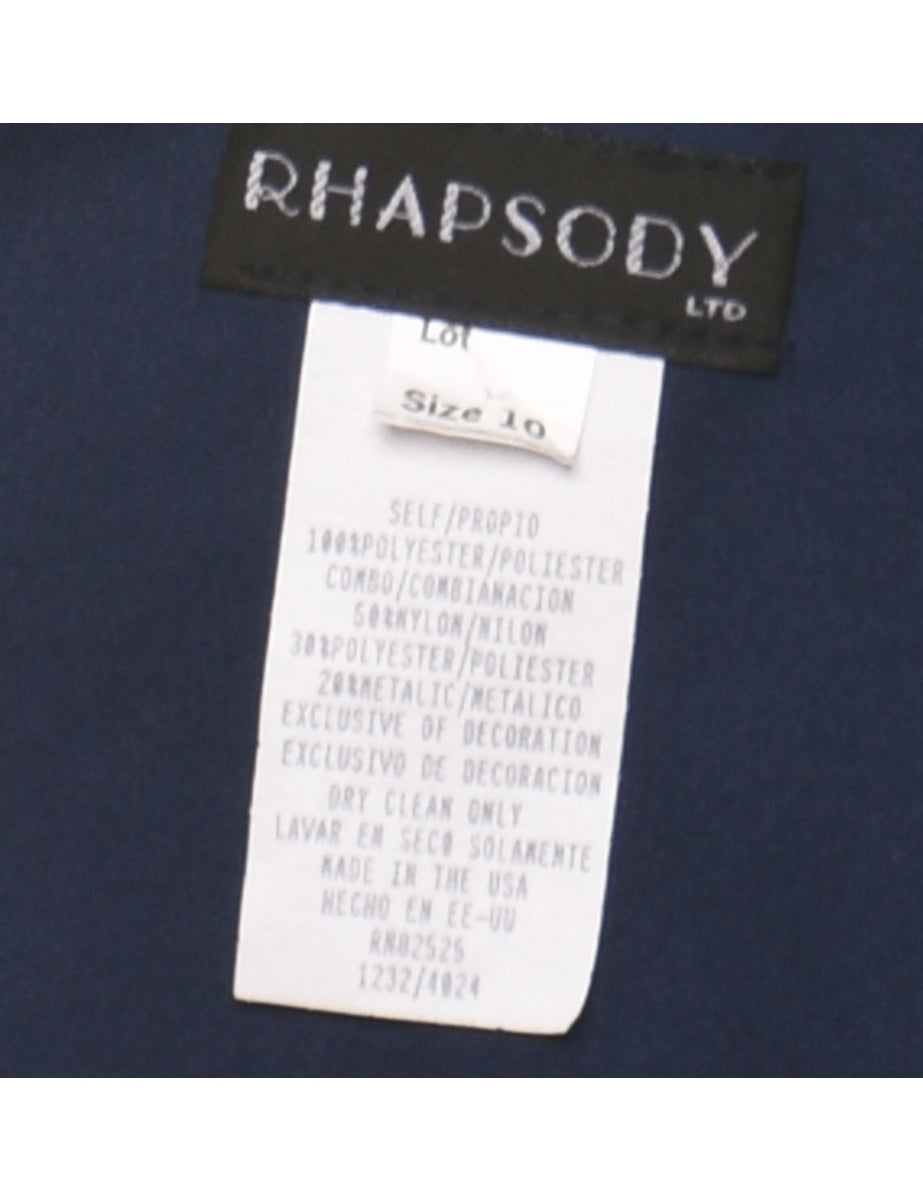 RHAPSODY
LTD
Lot
Size 10
SELF/PROPIO
100%POLYESTER/POLIESTER
COMBO/COMBIANACION
50%NYLON/NILON
30%POLYESTER/POLIESTER
20%METALIC/METALICO
EXCLUSIVE OF DECORATION
EXCLUSIVO DE DECORACION
DRY CLEAN ONLY
LAVAR EN SECO SOLAMENTE
MADE IN THE USA
HECHO EN EE-UU
RN82525
1232/4024